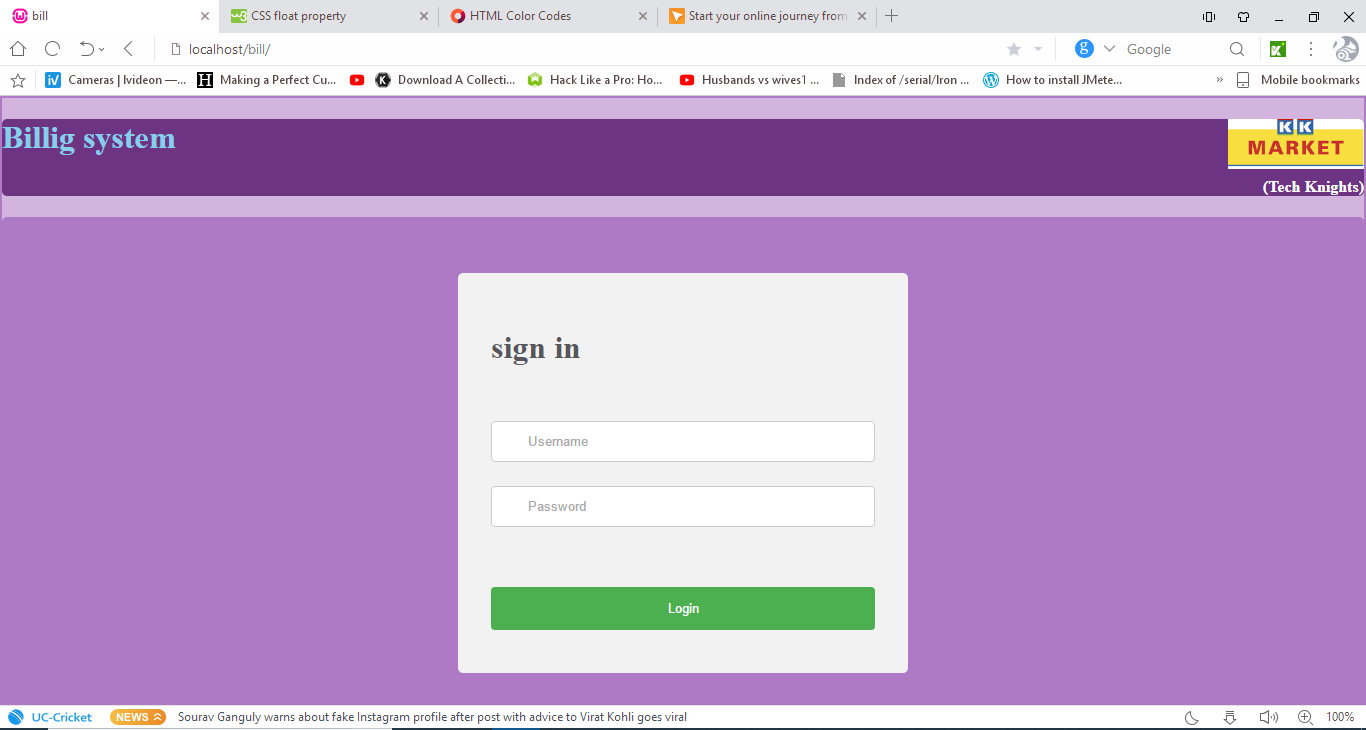 bill
CSS float property
HTML Color Codes
Start your online journey from
localhost/bill/
g
Google
iv Cameras | Ivideon —...
H Making a Perfect Cu...
K Download A Collecti...
Hack Like a Pro: Ho...
Husbands vs wives1 ...
Index of /serial/Iron ...
How to install JMete...
»
Mobile bookmarks
Billig system
KK
MARKET
(Tech Knights)
sign in
Username
Password
Login
UC-Cricket
NEWS
Sourav Ganguly warns about fake Instagram profile after post with advice to Virat Kohli goes viral
100%